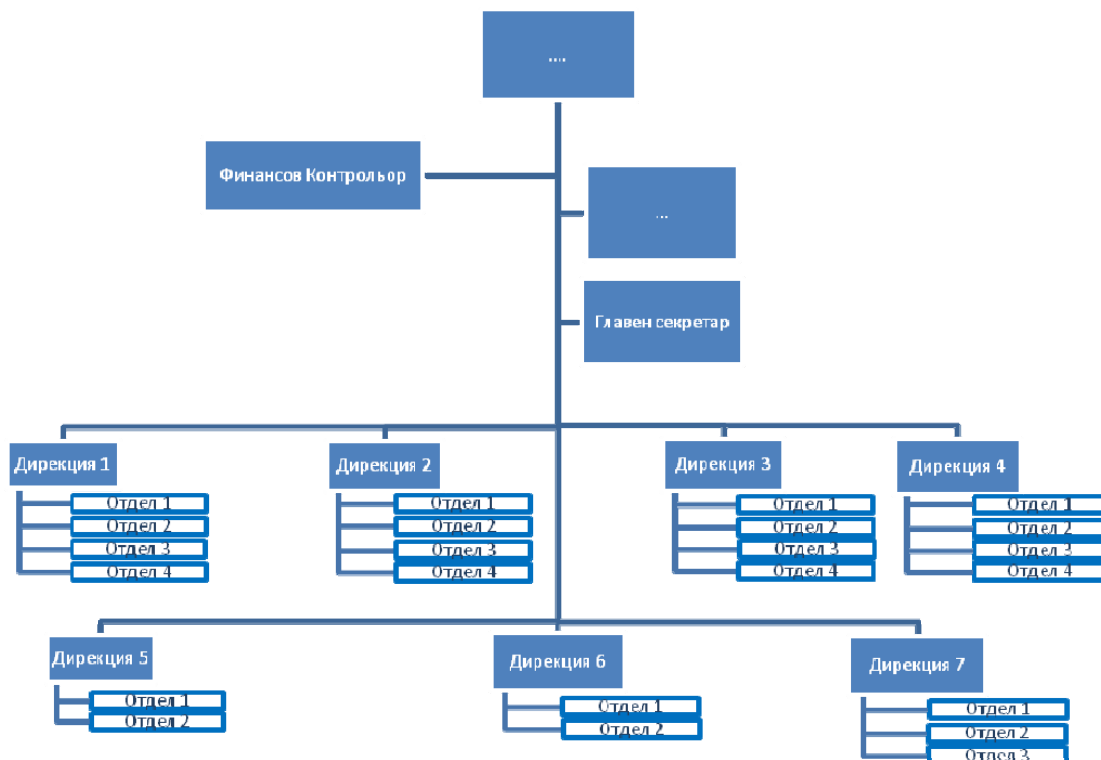 ....
Финансов Контрольор
...
Главен секретар
Дирекция 1
Отдел 1
Отдел 2
Отдел 3
Отдел 4
Дирекция 2
Отдел 1
Отдел 2
Отдел 3
Отдел 4
Дирекция 3
Отдел 1
Отдел 2
Отдел 3
Отдел 4
Дирекция 4
Отдел 1
Отдел 2
Отдел 3
Отдел 4
Дирекция 5
Отдел 1
Отдел 2
Дирекция 6
Отдел 1
Отдел 2
Дирекция 7
Отдел 1
Отдел 2
Отдел 3